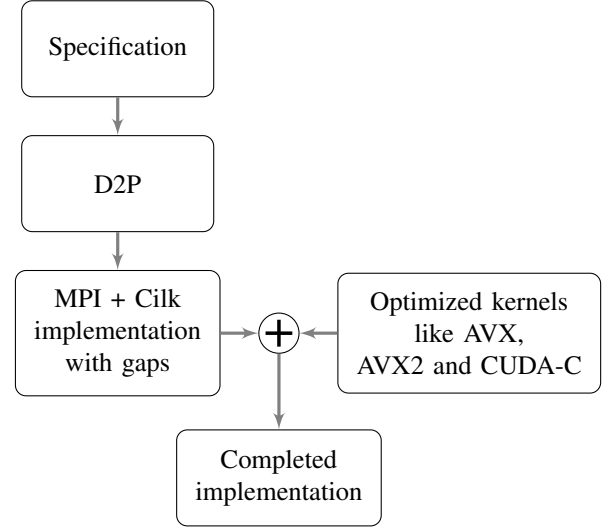 Specification
D2P
MPI + Cilk
implementation
with gaps
+
Optimized kernels
like AVX,
AVX2 and CUDA-C
Completed
implementation